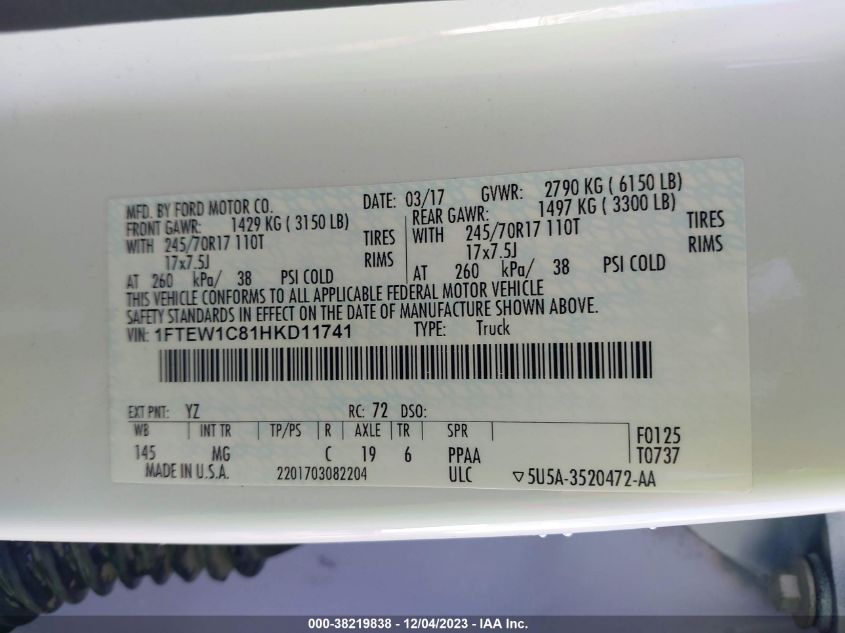 MFD. BY FORD MOTOR CO. DATE: 03/17 GVWR: 2790 KG ( 6150 LB)
FRONT GAWR: 1429 KG ( 3150 LB) REAR GAWR: 1497 KG ( 3300 LB)
WITH 245/70R17 110T TIRES WITH 245/70R17 110T TIRES
17x7.5J RIMS 17x7.5J RIMS
AT 260 kPa/ 38 PSI COLD AT 260 kPa/ 38 PSI COLD
THIS VEHICLE CONFORMS TO ALL APPLICABLE FEDERAL MOTOR VEHICLE
SAFETY STANDARDS IN EFFECT ON THE DATE OF MANUFACTURE SHOWN ABOVE.
VIN: 1FTEW1C81HKD11741 TYPE: Truck
EXT PNT: YZ RC: 72 DSO:
WB INT TR TP/PS R AXLE TR SPR F0125
145 MG C 19 6 PPAA T0737
MADE IN U.S.A. 2201703082204 ULC ▽5U5A-3520472-AA
000-38219838 - 12/04/2023 - IAA Inc.